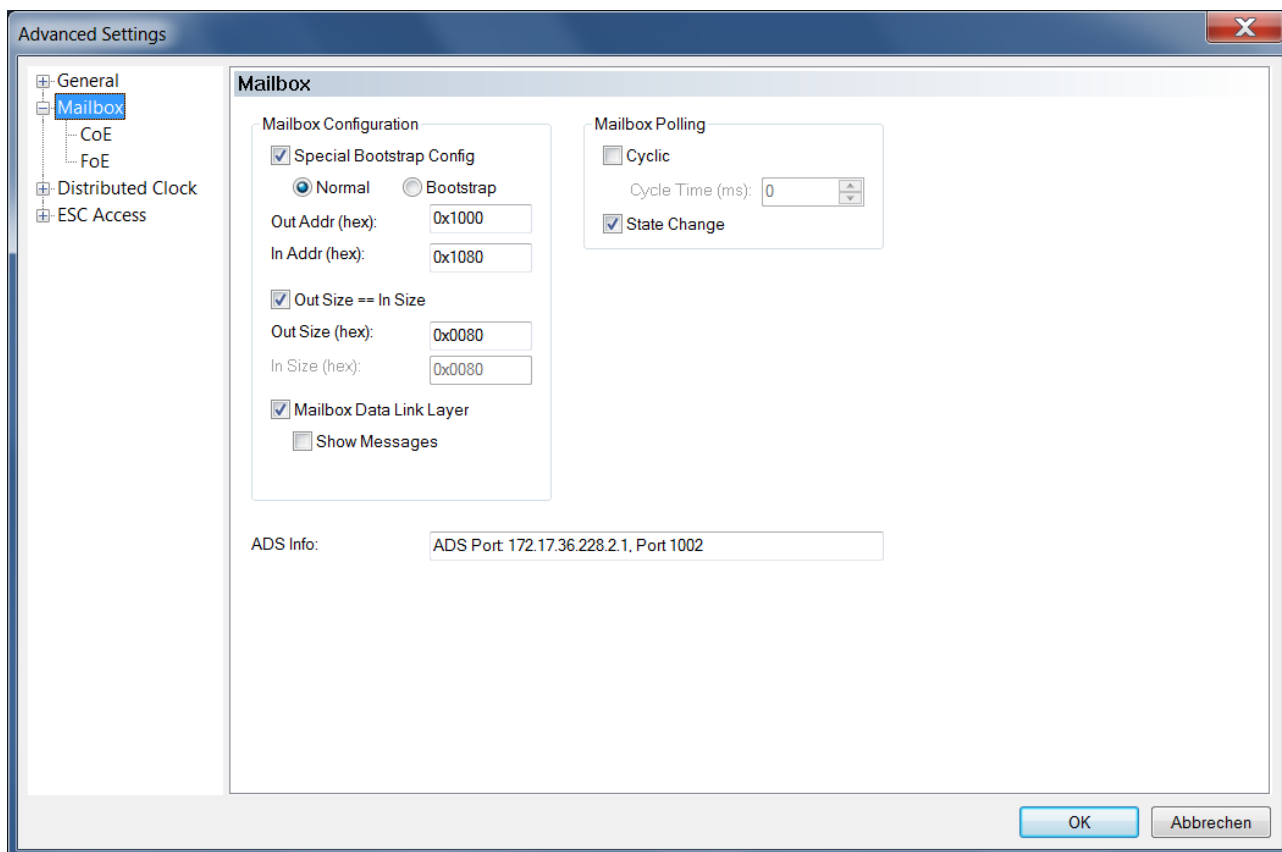 Advanced Settings
General
Mailbox
CoE
FoE
Distributed Clock
ESC Access
Mailbox
Mailbox Configuration
Special Bootstrap Config
Normal Bootstrap
Out Addr (hex): 0x1000
In Addr (hex): 0x1080
Out Size == In Size
Out Size (hex): 0x0080
In Size (hex): 0x0080
Mailbox Data Link Layer
Show Messages
Mailbox Polling
Cyclic
Cycle Time (ms): 0
State Change
ADS Info: ADS Port: 172.17.36.228.2.1, Port 1002
OK Abbrechen